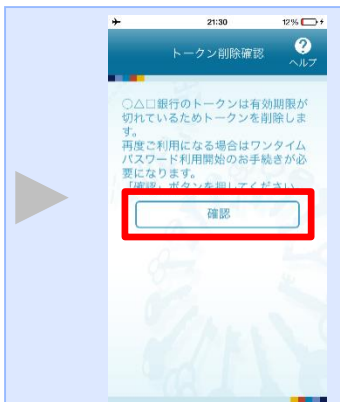 21:30
12%
トークン削除確認
?
ヘルプ
○△□銀行のトークンは有効期限が
切れているためトークンを削除しま
す。
再度ご利用になる場合はワンタイム
パスワード利用開始のお手続きが必
要になります。
「確認」ボタンを押してください
確認